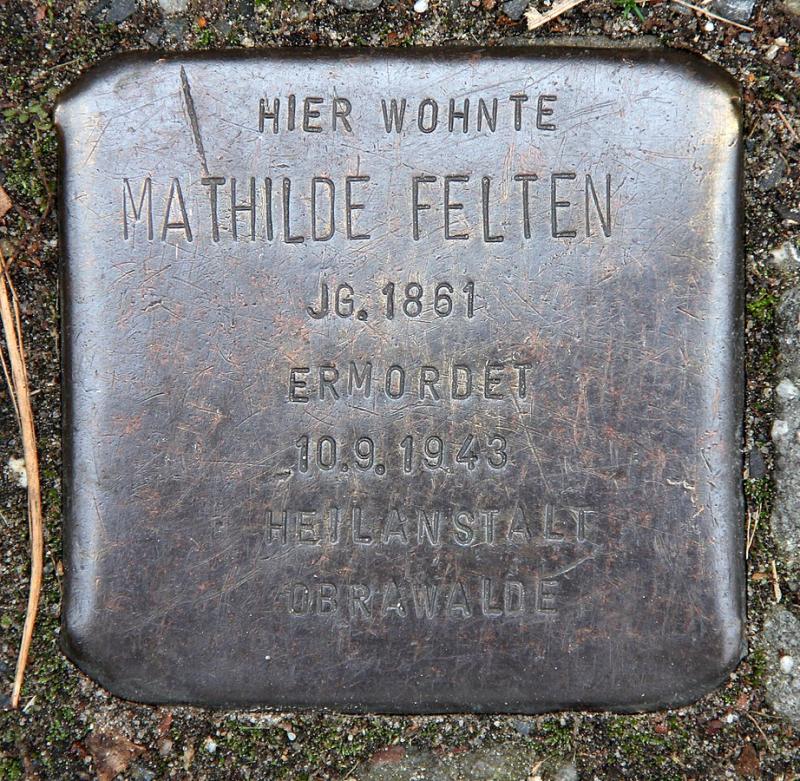 HIER WOHNTE
MATHILDE FELTEN
JG. 1861
ERMORDET
10.9.1943
HEILANSTALT
OBRAWALDE